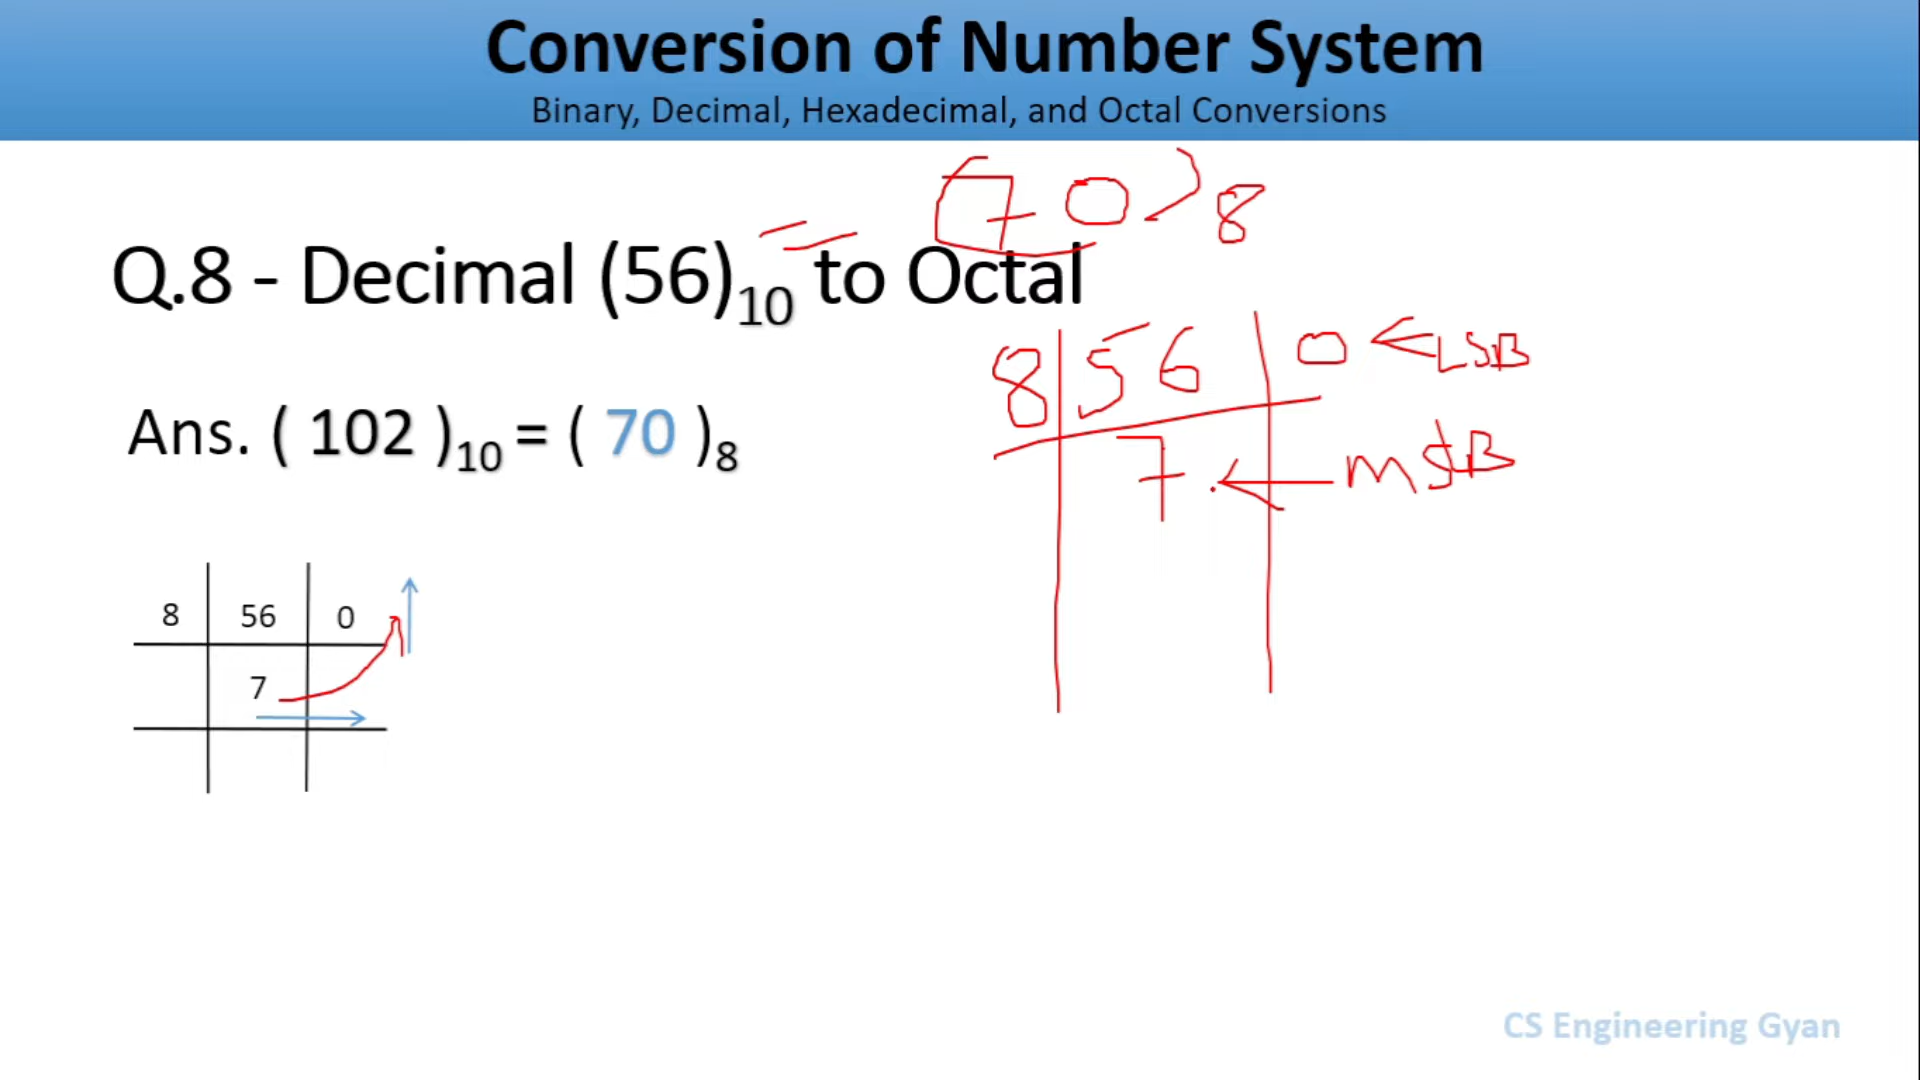 Conversion of Number System
Binary, Decimal, Hexadecimal, and Octal Conversions
= (70)8
Q.8 - Decimal (56)10 to Octal
8 56 0 ← LSB
7 ← MSB
Ans. ( 102 )10 = ( 70 )8
8 56 0
7
CS Engineering Gyan